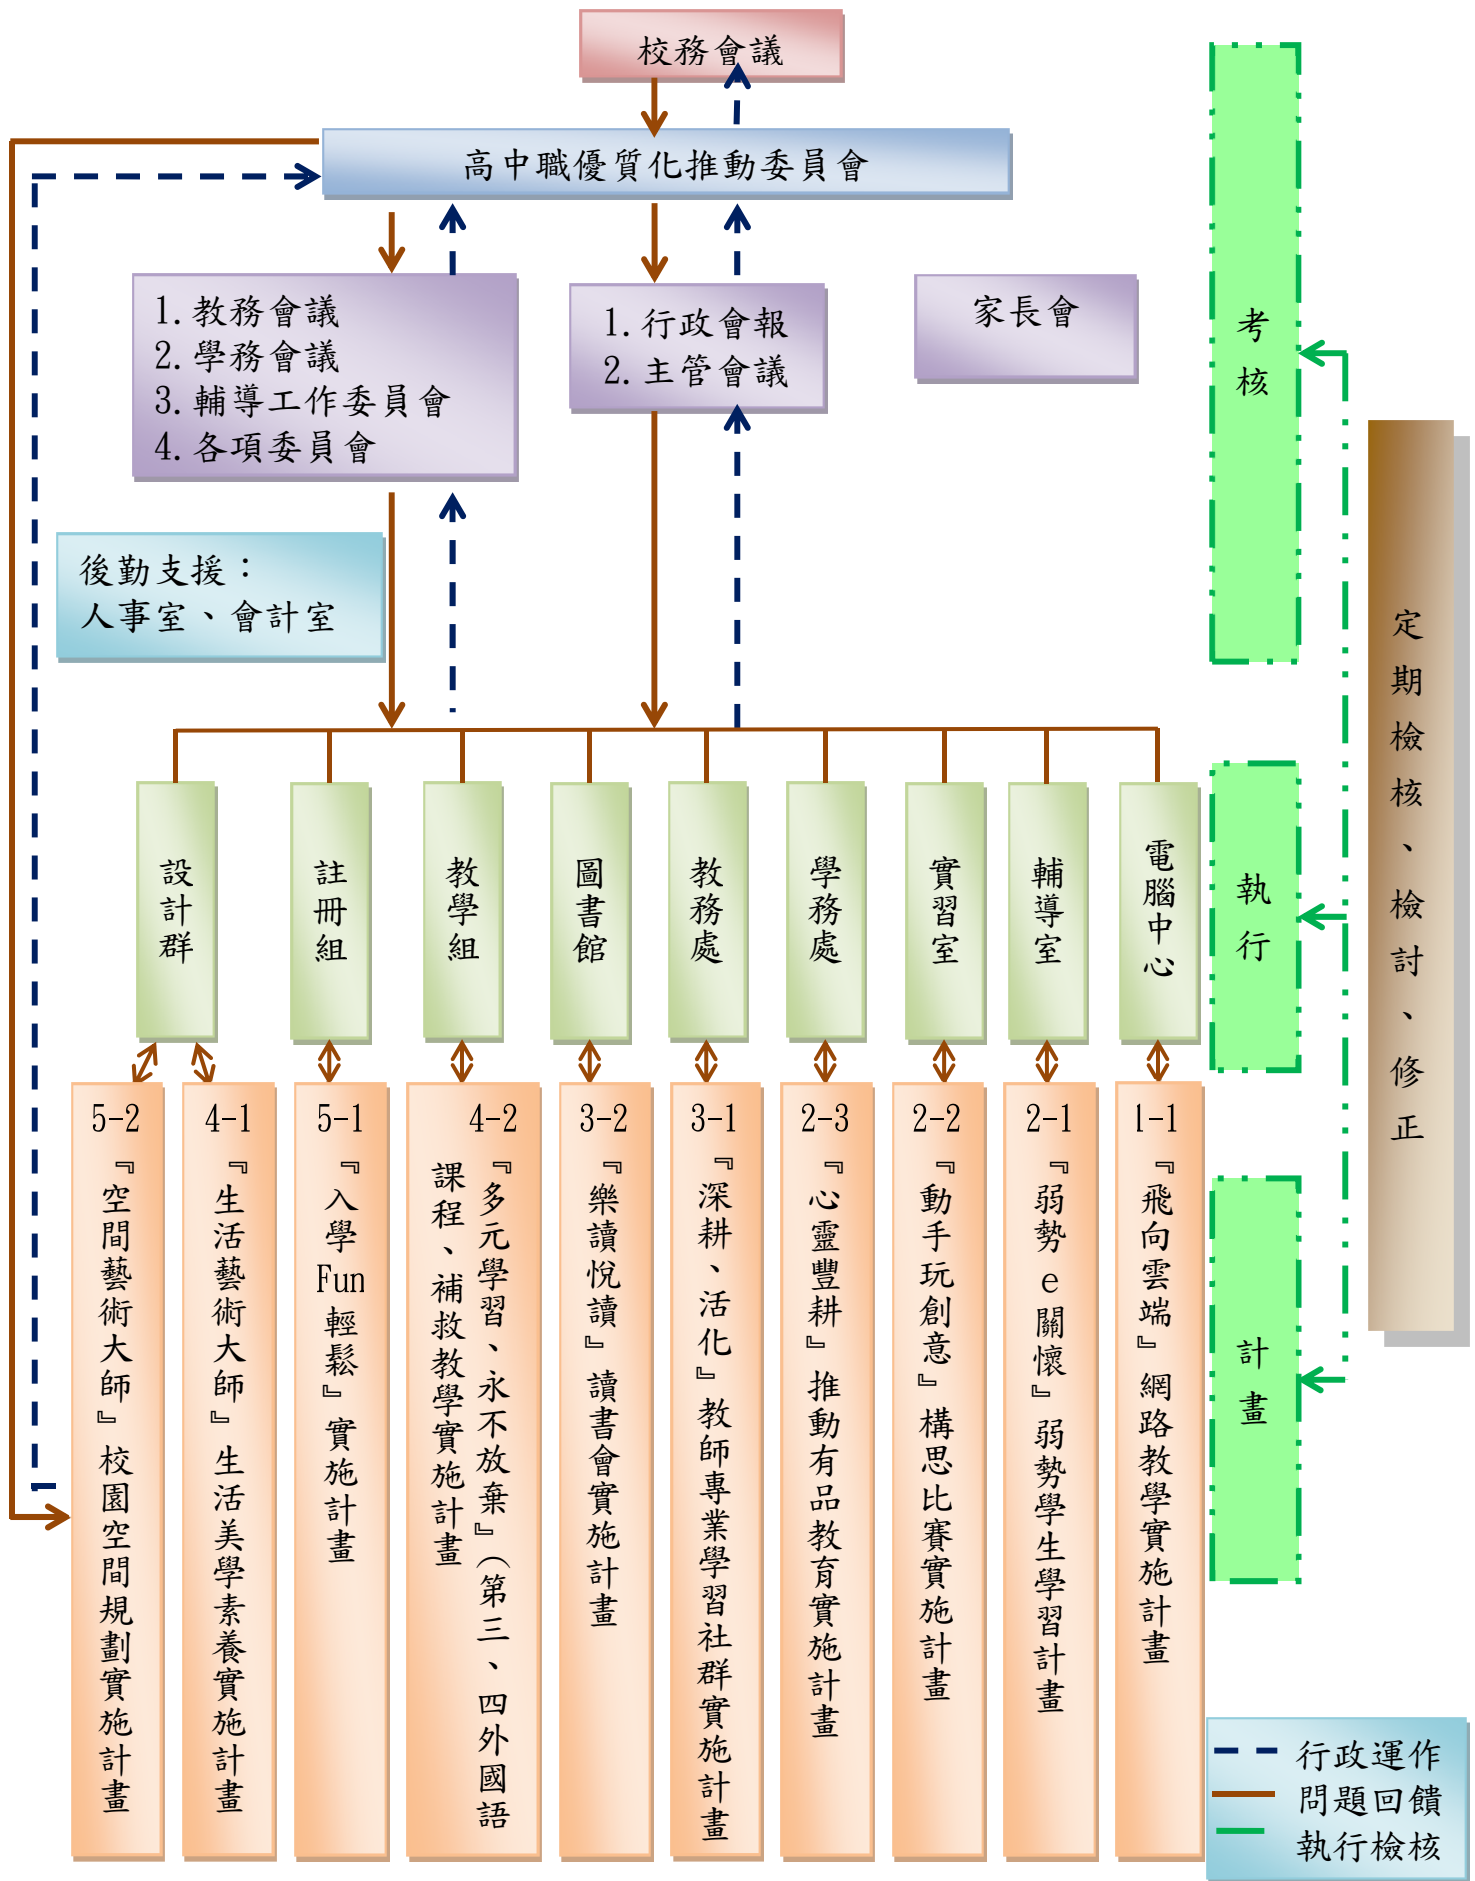 校務會議
高中職優質化推動委員會
1.教務會議
2.學務會議
3.輔導工作委員會
4.各項委員會
1.行政會報
2.主管會議
家長會
後勤支援：
人事室、會計室
考核
定期檢核、檢討、修正
設計群
註冊組
教學組
圖書館
教務處
學務處
實習室
輔導室
電腦中心
執行
5-2
『空間藝術大師』校園空間規劃實施計畫
4-1
『生活藝術大師』生活美學素養實施計畫
5-1
『入學Fun輕鬆』實施計畫
4-2
『多元學習、永不放棄』（第三、四外國語
課程、補救教學實施計畫
3-2
『樂讀悅讀』讀書會實施計畫
3-1
『深耕、活化』教師專業學習社群實施計畫
2-3
『心靈豐耕』推動有品教育實施計畫
2-2
『動手玩創意』構思比賽實施計畫
2-1
『弱勢e關懷』弱勢學生學習計畫
1-1
『飛向雲端』網路教學實施計畫
計畫
行政運作
問題回饋
執行檢核